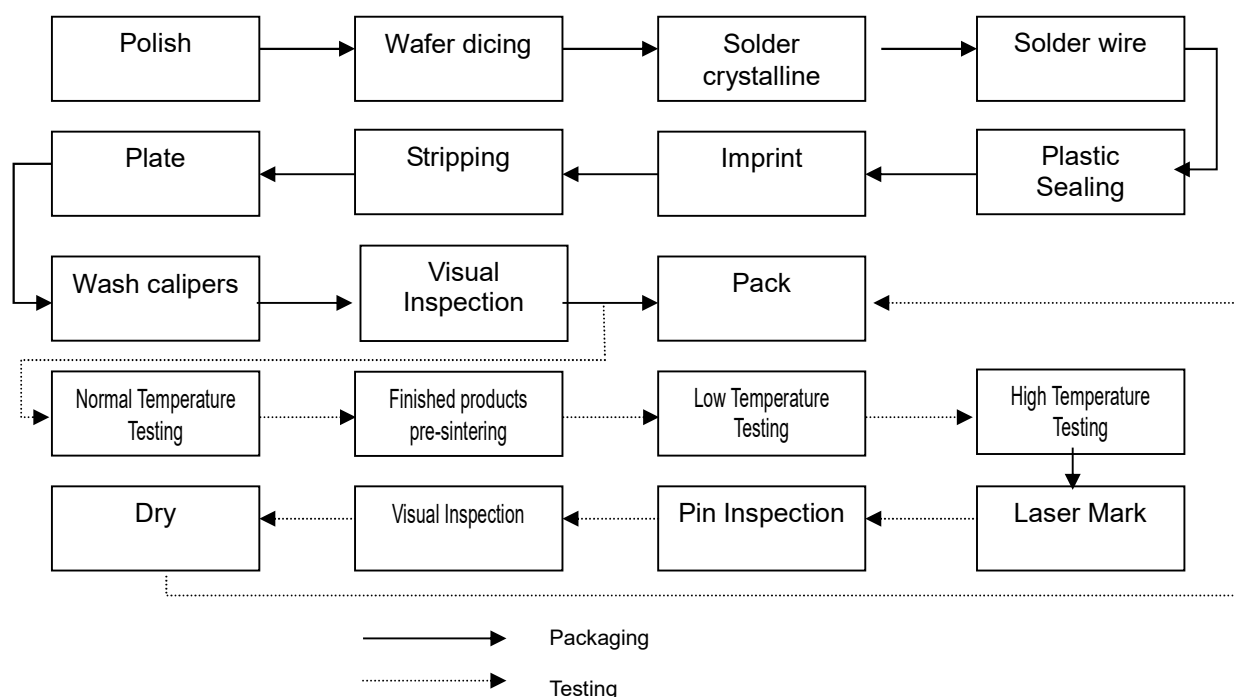 Polish
Wafer dicing
Solder
crystalline
Solder wire
Plate
Stripping
Imprint
Plastic
Sealing
Wash calipers
Visual
Inspection
Pack
Normal Temperature
Testing
Finished products
pre-sintering
Low Temperature
Testing
High Temperature
Testing
Dry
Visual Inspection
Pin Inspection
Laser Mark
Packaging
Testing